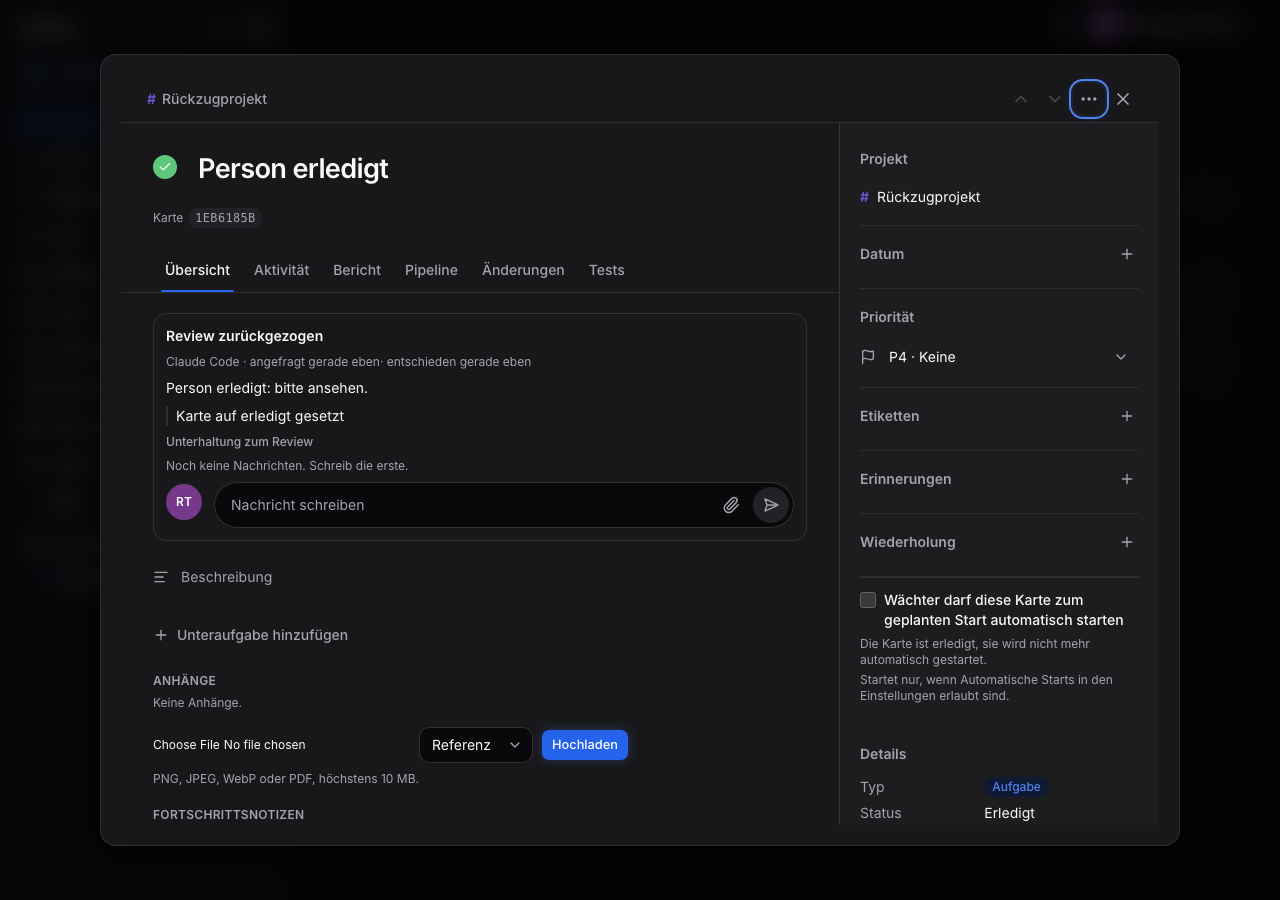 # Rückzugprojekt
Person erledigt
Karte 1EB6185B
Übersicht Aktivität Bericht Pipeline Änderungen Tests
Review zurückgezogen
Claude Code · angefragt gerade eben· entschieden gerade eben
Person erledigt: bitte ansehen.
Karte auf erledigt gesetzt
Unterhaltung zum Review
Noch keine Nachrichten. Schreib die erste.
RT Nachricht schreiben
Beschreibung
Unteraufgabe hinzufügen
ANHÄNGE
Keine Anhänge.
Choose File No file chosen Referenz Hochladen
PNG, JPEG, WebP oder PDF, höchstens 10 MB.
FORTSCHRITTSNOTIZEN
Projekt
# Rückzugprojekt
Datum
Priorität
P4 · Keine
Etiketten
Erinnerungen
Wiederholung
Wächter darf diese Karte zum
geplanten Start automatisch starten
Die Karte ist erledigt, sie wird nicht mehr
automatisch gestartet.
Startet nur, wenn Automatische Starts in den
Einstellungen erlaubt sind.
Details
Typ Aufgabe
Status Erledigt